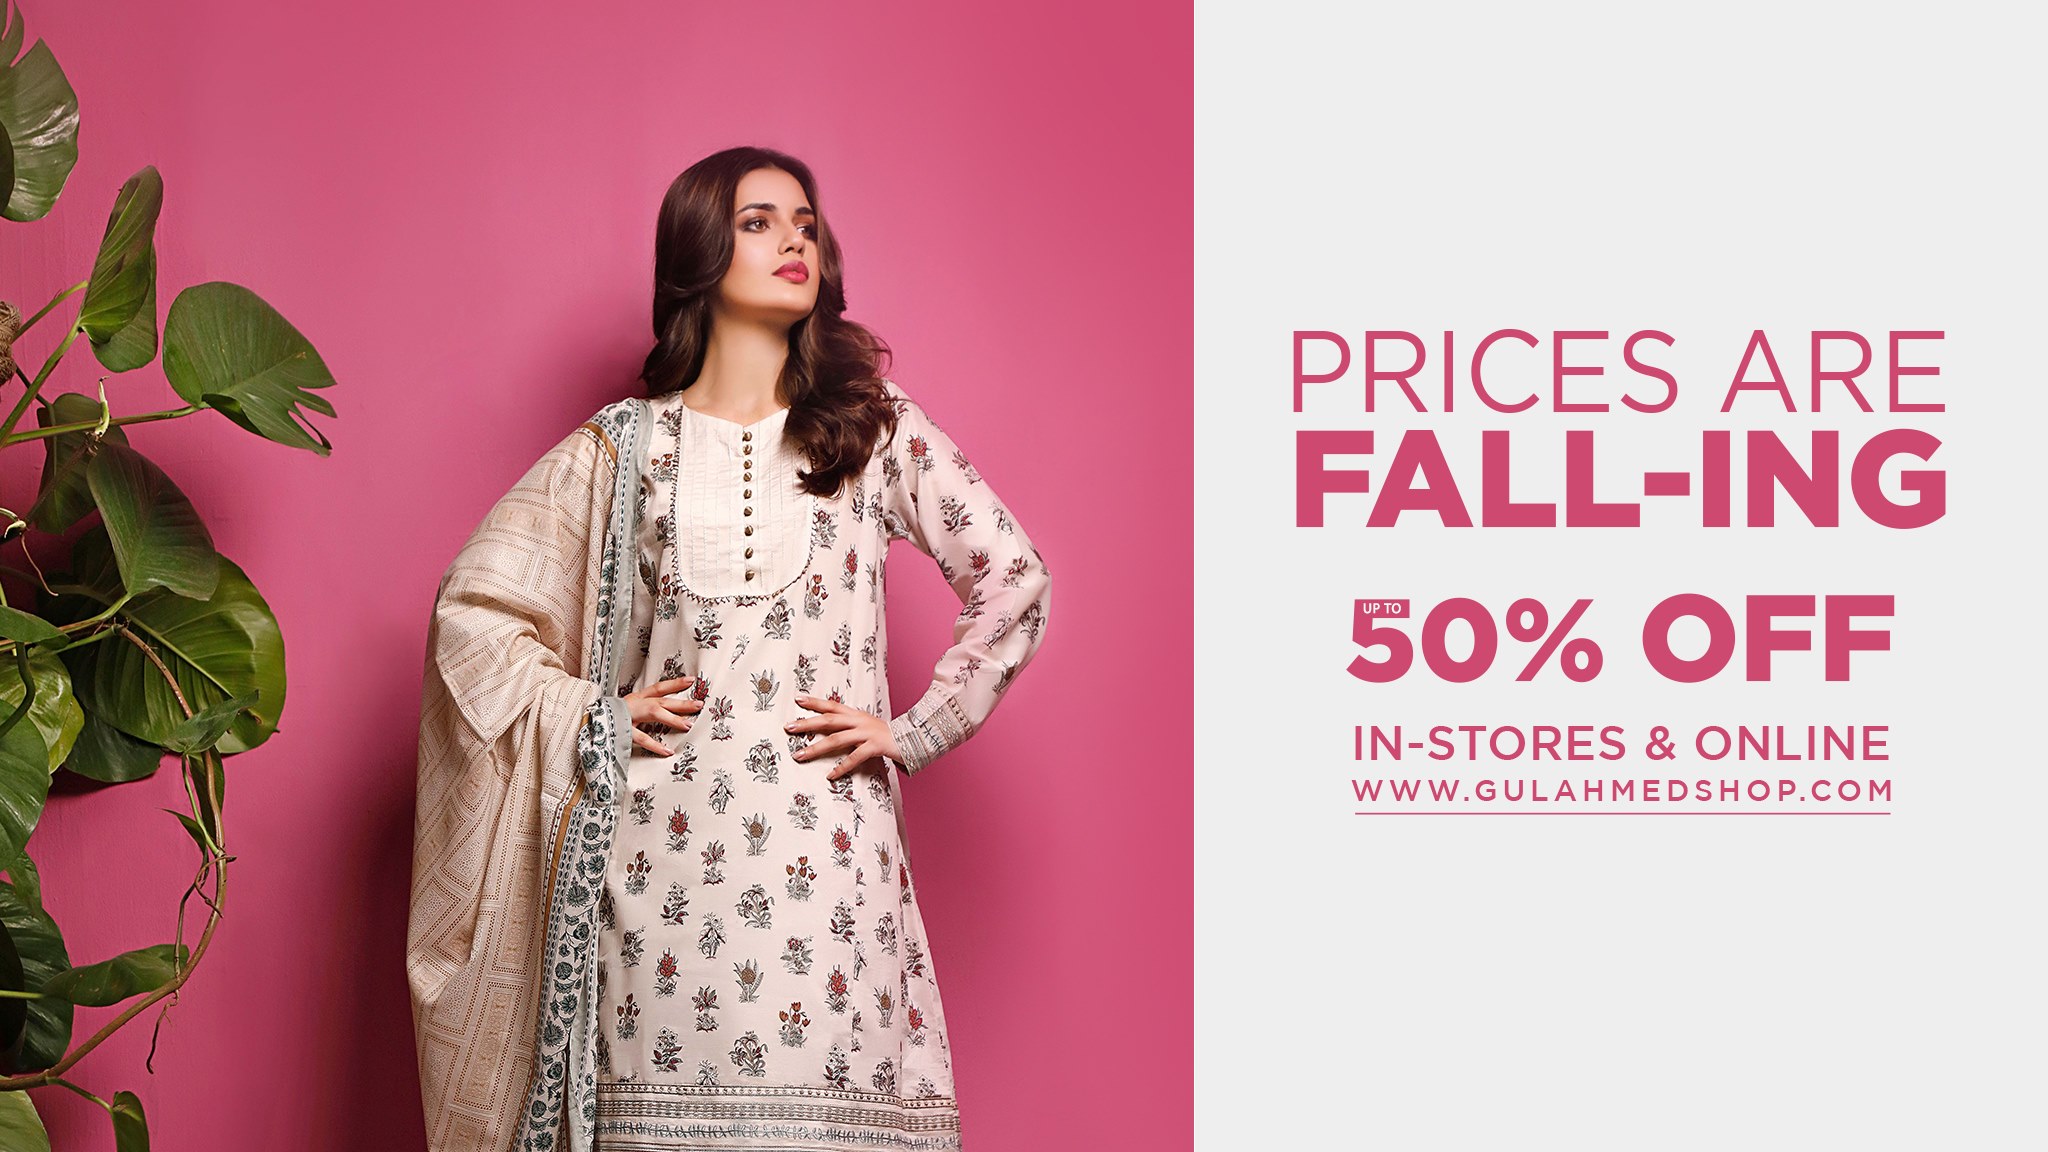 PRICES ARE
FALL-ING
UP TO
50% OFF
IN-STORES & ONLINE
WWW.GULAHMEDSHOP.COM